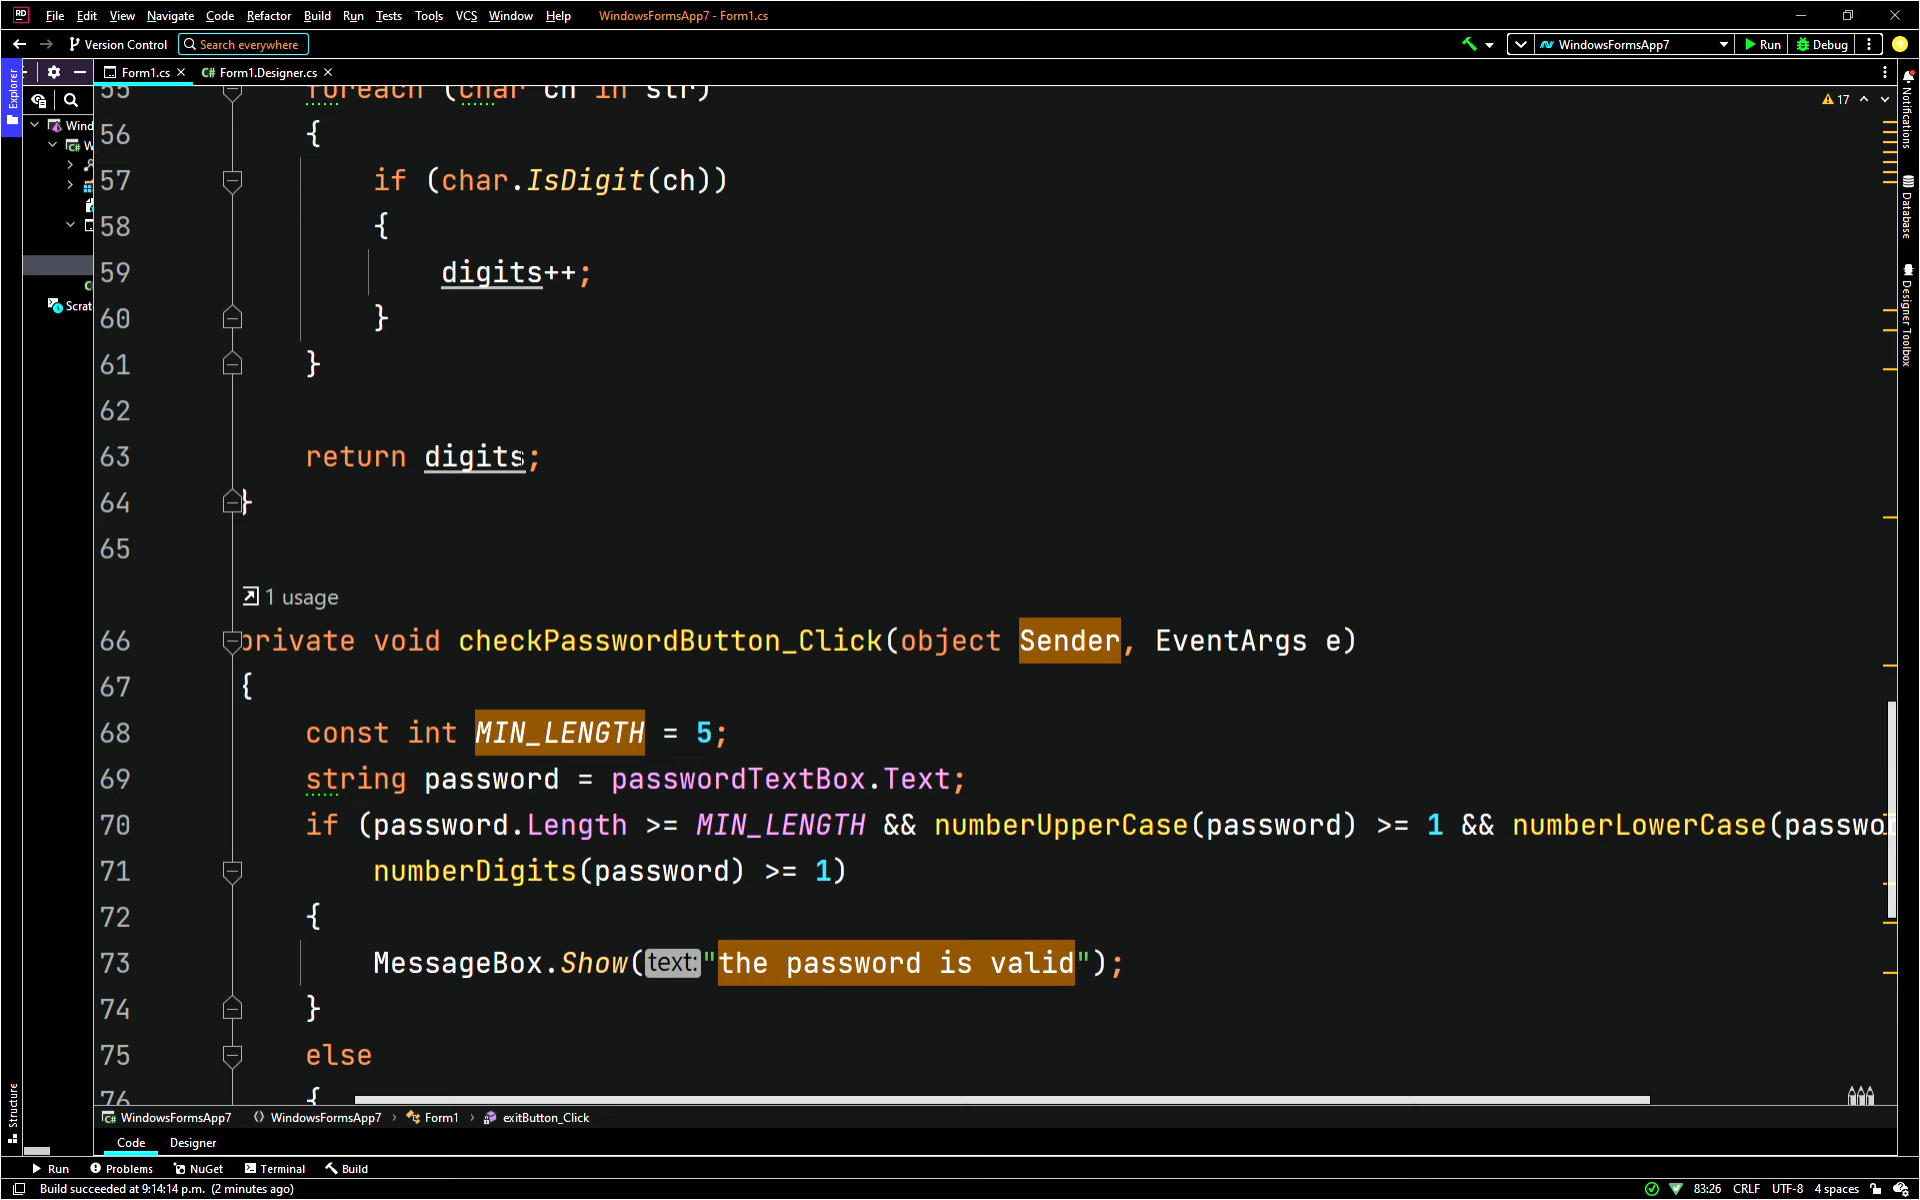 RD File Edit View Navigate Code Refactor Build Run Tests Tools VCS Window Help WindowsFormsApp7 - Form1.cs
Version Control Search everywhere WindowsFormsApp7 Run Debug
Form1.cs C# Form1.Designer.cs
Explorer
Wind
C# W
Scrat
Structure
17
Notifications
Database
Designer Toolbox
55 foreach (char ch in str)
56 {
57 if (char.IsDigit(ch))
58 {
59 digits++;
60 }
61 }
62
63 return digits;
64 }
65
1 usage
66 private void checkPasswordButton_Click(object Sender, EventArgs e)
67 {
68 const int MIN_LENGTH = 5;
69 string password = passwordTextBox.Text;
70 if (password.Length >= MIN_LENGTH && numberUpperCase(password) >= 1 && numberLowerCase(passwo
71 numberDigits(password) >= 1)
72 {
73 MessageBox.Show(text:"the password is valid");
74 }
75 else
76 {
C# WindowsFormsApp7 WindowsFormsApp7 › Form1 › exitButton_Click
Code Designer
Run Problems NuGet Terminal Build
Build succeeded at 9:14:14 p.m. (2 minutes ago) 83:26 CRLF UTF-8 4 spaces